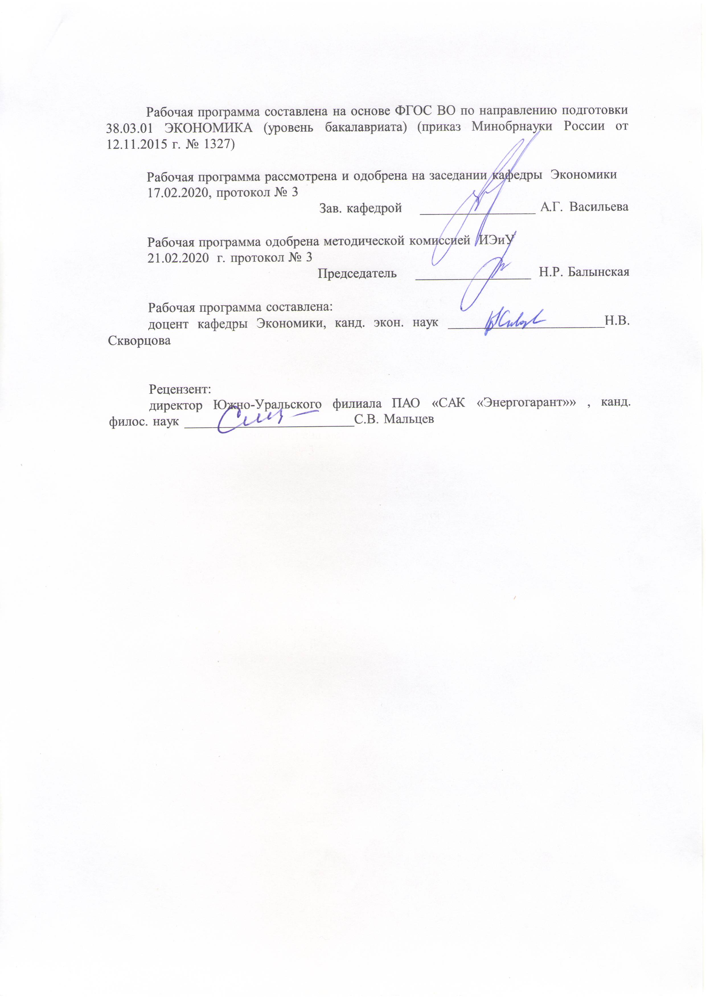 Рабочая программа составлена на основе ФГОС ВО по направлению подготовки
38.03.01 ЭКОНОМИКА (уровень бакалавриата) (приказ Минобрнауки России от
12.11.2015 г. № 1327)
Рабочая программа рассмотрена и одобрена на заседании кафедры Экономики
17.02.2020, протокол № 3
Зав. кафедрой ________________ А.Г. Васильева
Рабочая программа одобрена методической комиссией ИЭиУ
21.02.2020 г. протокол № 3
Председатель ________________ Н.Р. Балынская
Рабочая программа составлена:
доцент кафедры Экономики, канд. экон. наук ______________________Н.В.
Скворцова
Рецензент:
директор Южно-Уральского филиала ПАО «САК «Энергогарант»» , канд.
филос. наук ________________________С.В. Мальцев